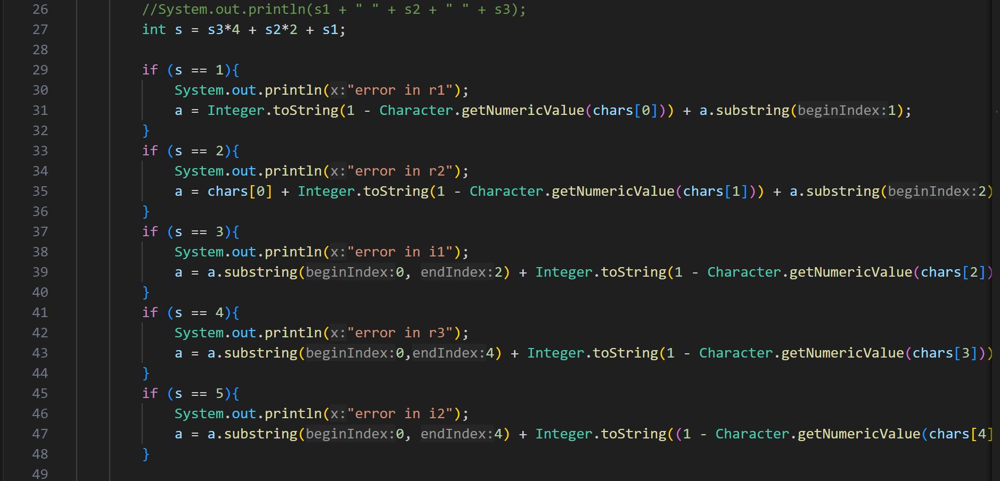 26 //System.out.println(s1 + " " + s2 + " " + s3);
27 int s = s3*4 + s2*2 + s1;
28
29 if (s == 1){
30 System.out.println(x:"error in r1");
31 a = Integer.toString(1 - Character.getNumericValue(chars[0])) + a.substring(beginIndex:1);
32 }
33 if (s == 2){
34 System.out.println(x:"error in r2");
35 a = chars[0] + Integer.toString(1 - Character.getNumericValue(chars[1])) + a.substring(beginIndex:2)
36 }
37 if (s == 3){
38 System.out.println(x:"error in i1");
39 a = a.substring(beginIndex:0, endIndex:2) + Integer.toString(1 - Character.getNumericValue(chars[2])
40 }
41 if (s == 4){
42 System.out.println(x:"error in r3");
43 a = a.substring(beginIndex:0,endIndex:4) + Integer.toString(1 - Character.getNumericValue(chars[3]))
44 }
45 if (s == 5){
46 System.out.println(x:"error in i2");
47 a = a.substring(beginIndex:0, endIndex:4) + Integer.toString((1 - Character.getNumericValue(chars[4]
48 }
49